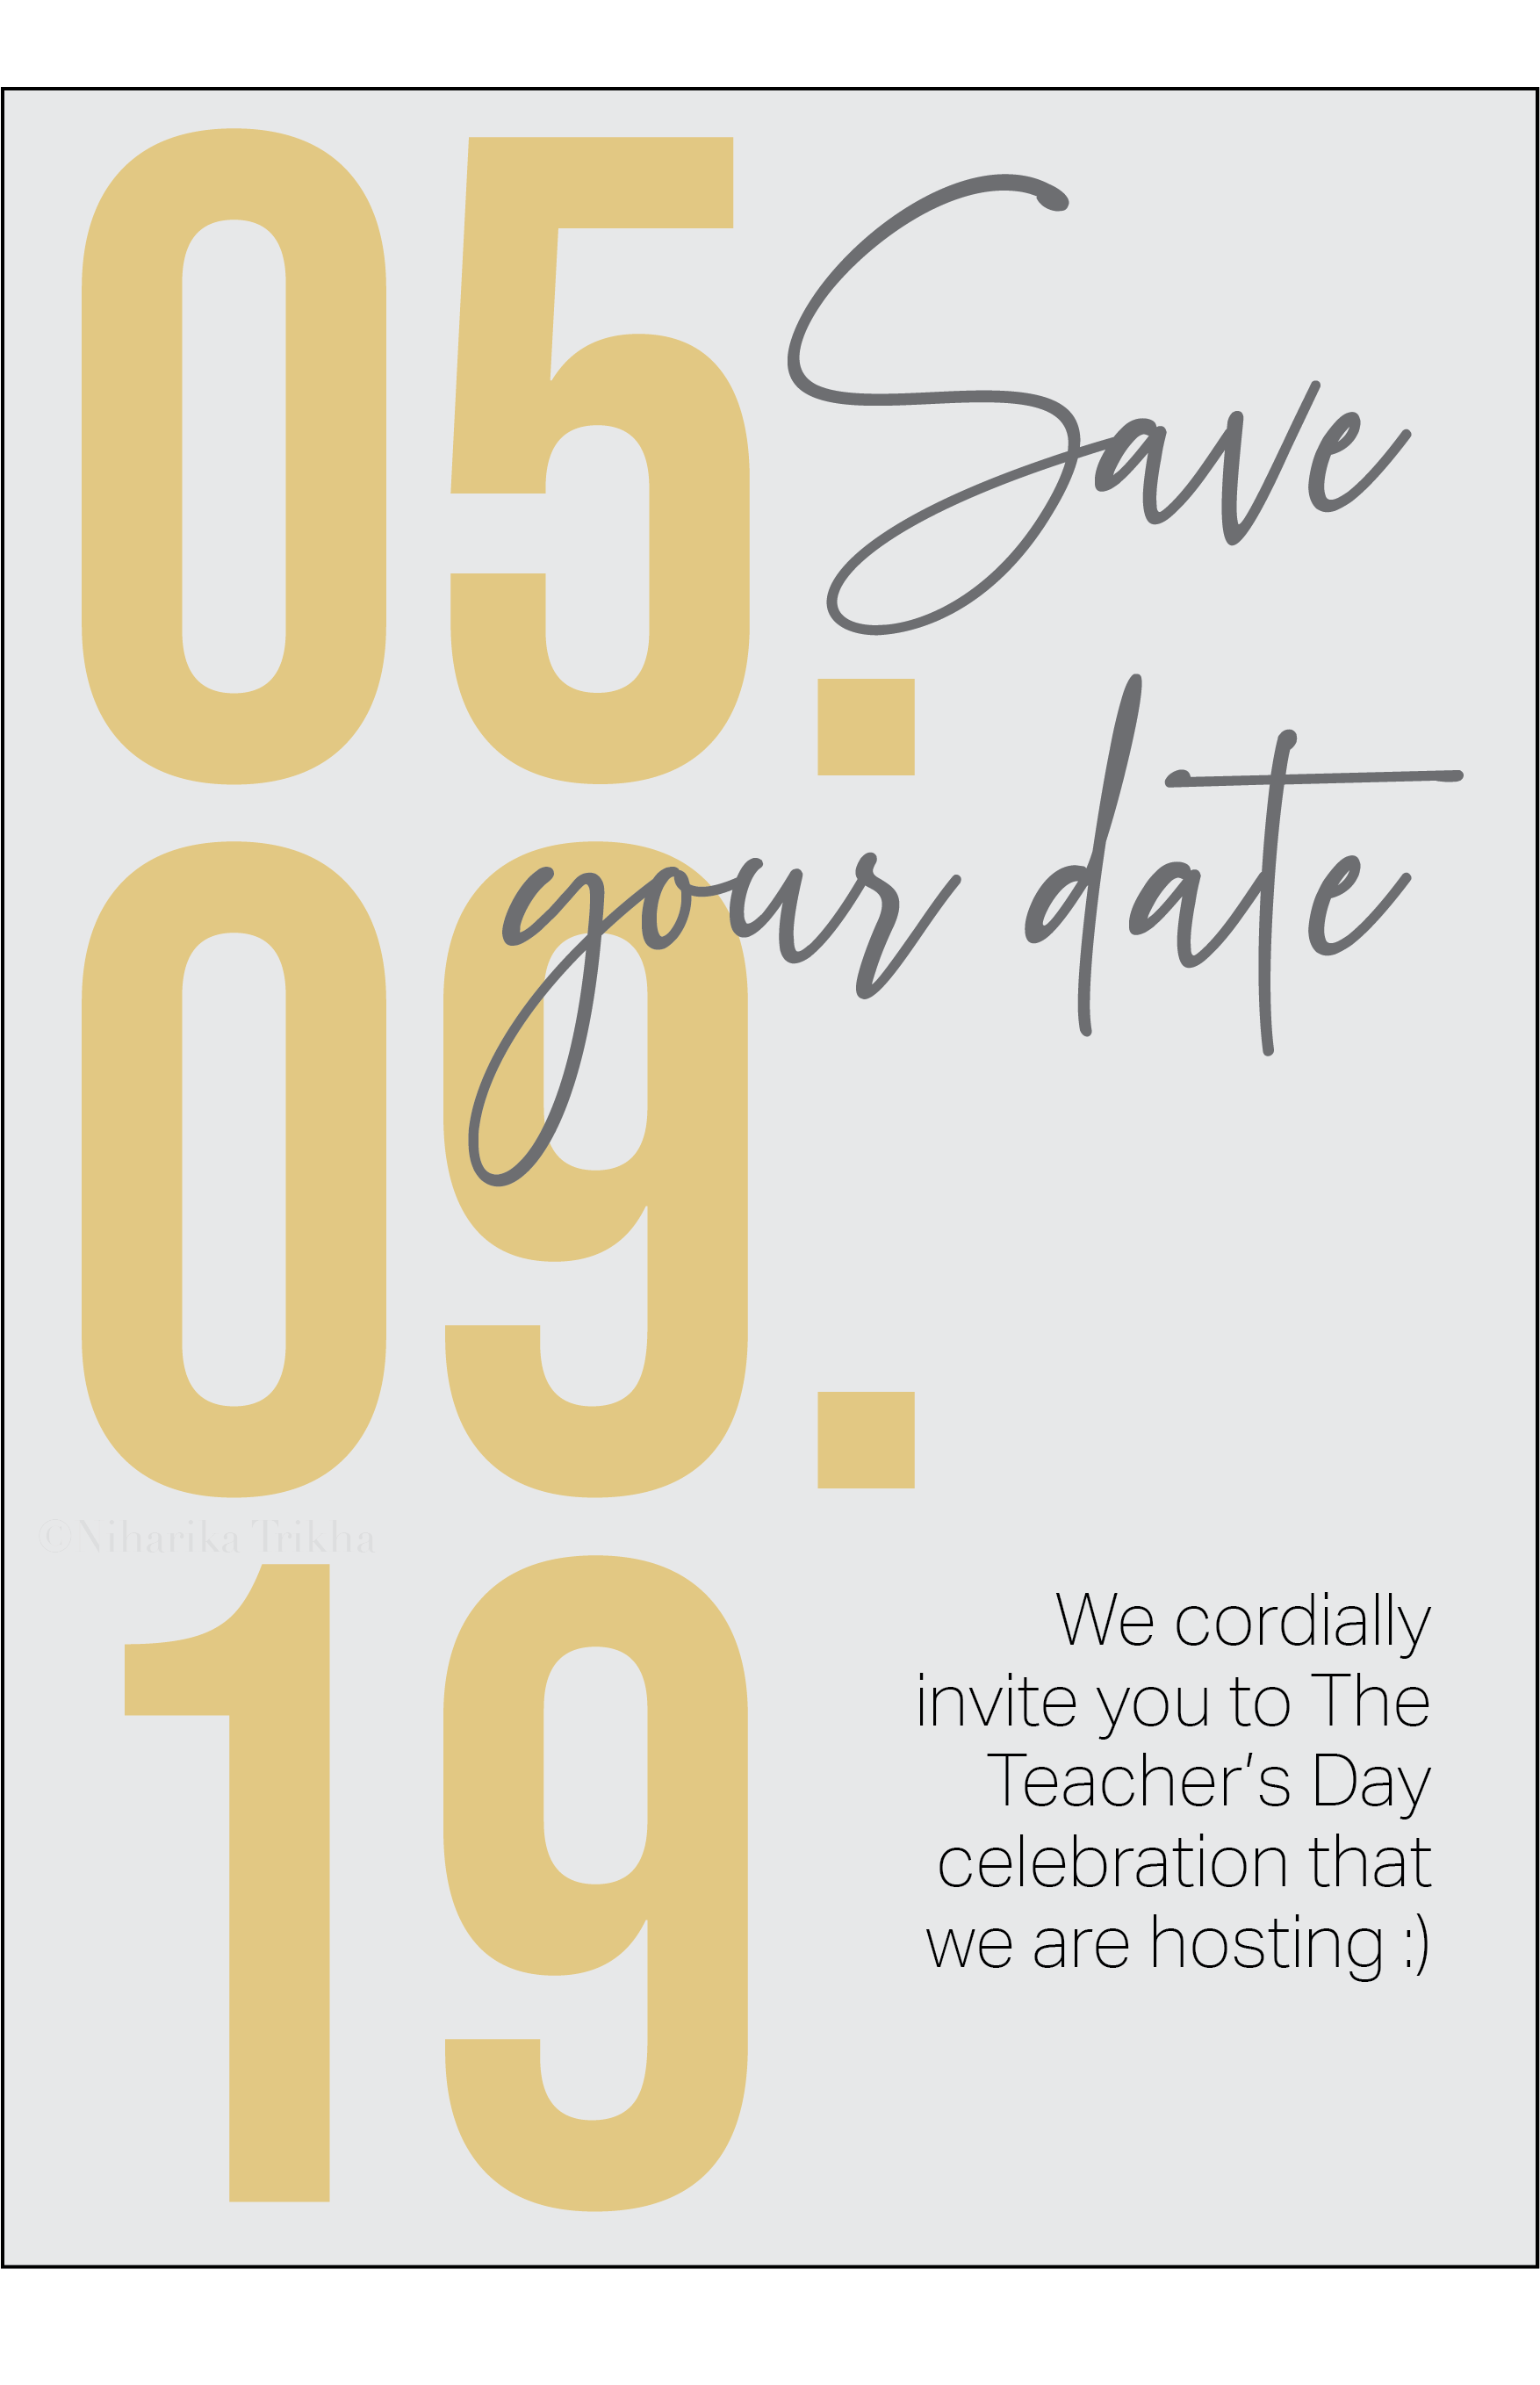 05.
Save
your date
09.
©Niharika Trikha
19
We cordially
invite you to The
Teacher's Day
celebration that
we are hosting :)